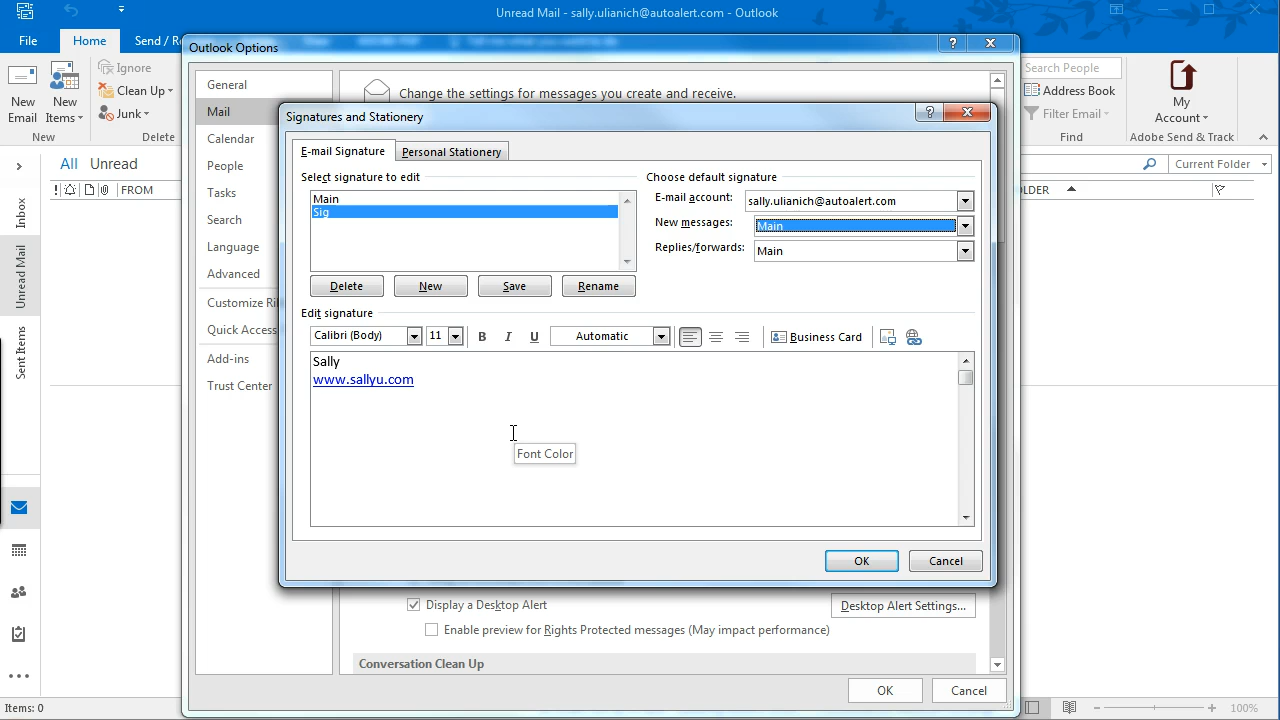 Unread Mail - sally.ulianich@autoalert.com - Outlook
File
Home
Send / Re
New Email
New Items
Ignore
Clean Up
Junk
New
Delete
Search People
Address Book
Filter Email
Find
My Account
Adobe Send & Track
All Unread
Current Folder
! FROM
OLDER
Inbox
Unread Mail
Sent Items
Items: 0
100%
Outlook Options
General
Mail
Calendar
People
Tasks
Search
Language
Advanced
Customize Ri
Quick Access
Add-ins
Trust Center
Change the settings for messages you create and receive.
Signatures and Stationery
E-mail Signature
Personal Stationery
Select signature to edit
Main
Sig
Delete
New
Save
Rename
Choose default signature
E-mail account: sally.ulianich@autoalert.com
New messages: Main
Replies/forwards: Main
Edit signature
Calibri (Body) 11 B I U Automatic Business Card
Sally
www.sallyu.com
Font Color
OK
Cancel
Display a Desktop Alert
Desktop Alert Settings...
Enable preview for Rights Protected messages (May impact performance)
Conversation Clean Up
OK
Cancel